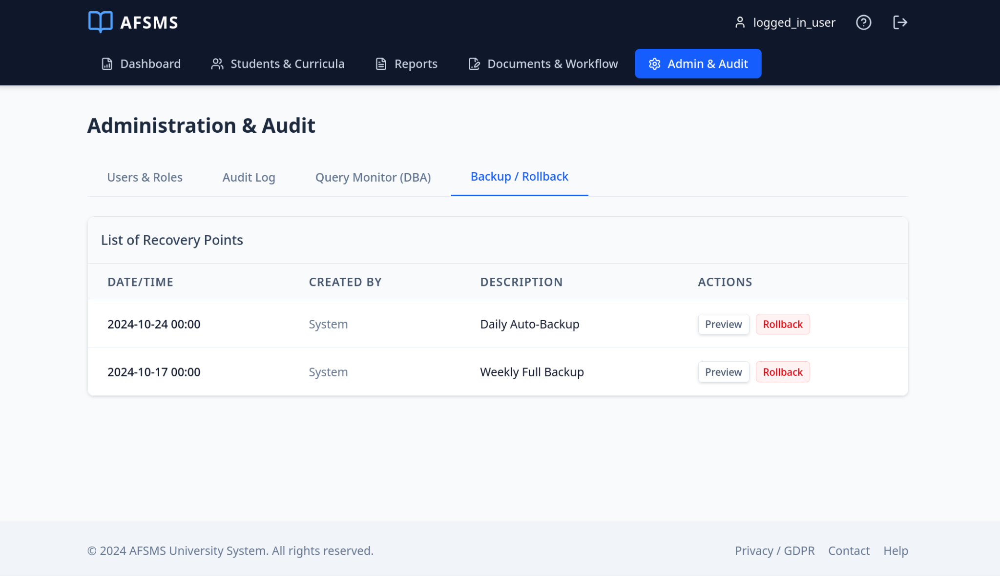 AFSMS
logged_in_user
Dashboard Students & Curricula Reports Documents & Workflow Admin & Audit
Administration & Audit
Users & Roles Audit Log Query Monitor (DBA) Backup / Rollback
List of Recovery Points
DATE/TIME CREATED BY DESCRIPTION ACTIONS
2024-10-24 00:00 System Daily Auto-Backup Preview Rollback
2024-10-17 00:00 System Weekly Full Backup Preview Rollback
© 2024 AFSMS University System. All rights reserved. Privacy / GDPR Contact Help